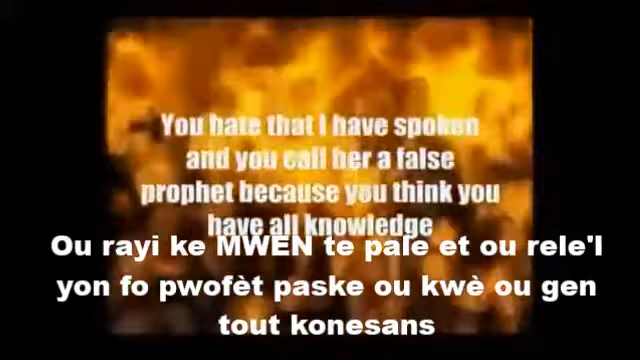 You hate that I have spoken
and you call her a false
prophet because you think you
have all knowledge
Ou rayi ke MWEN te pale et ou rele'l
yon fo pwofèt paske ou kwè ou gen
tout konesans